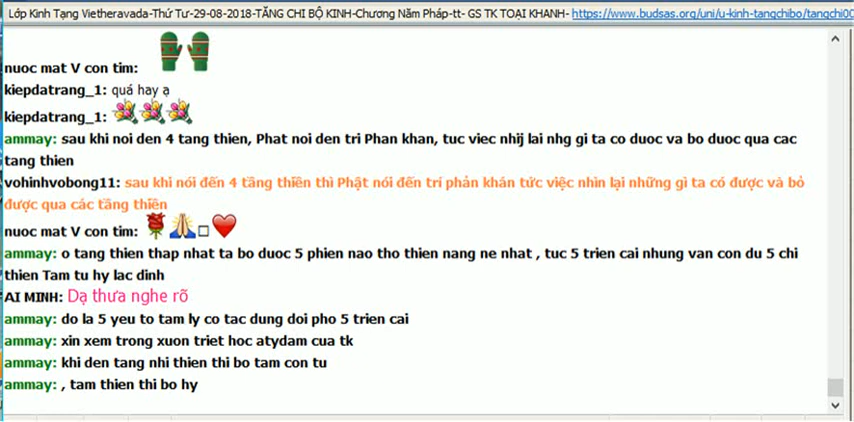 Lớp Kinh Tạng Vietheravada-Thứ Tư-29-08-2018-TĂNG CHI BỘ KINH-Chương Năm Pháp-tt- GS TK TOẠI KHANH- https://www.budsas.org/uni/u-kinh-tangchibo/tangchi0
nuoc mat V con tim:
kiepdatrang_1: quá hay ạ
kiepdatrang_1:
ammay: sau khi noi den 4 tang thien, Phat noi den tri Phan khan, tuc viec nhij lai nhg gi ta co duoc va bo duoc qua cac
tang thien
vohinhvobong11: sau khi nói đến 4 tầng thiền thì Phật nói đến trí phản khán tức việc nhìn lại những gì ta có được và bỏ
được qua các tầng thiền
nuoc mat V con tim:
ammay: o tang thien thap nhat ta bo duoc 5 phien nao tho thien nang ne nhat , tuc 5 trien cai nhung van con du 5 chi
thien Tam tu hy lac dinh
AI MINH: Dạ thưa nghe rõ
ammay: do la 5 yeu to tam ly co tac dung doi pho 5 trien cai
ammay: xin xem trong xuon triet hoc atydam cua tk
ammay: khi den tang nhi thien thi bo tam con tu
ammay: , tam thien thi bo hy